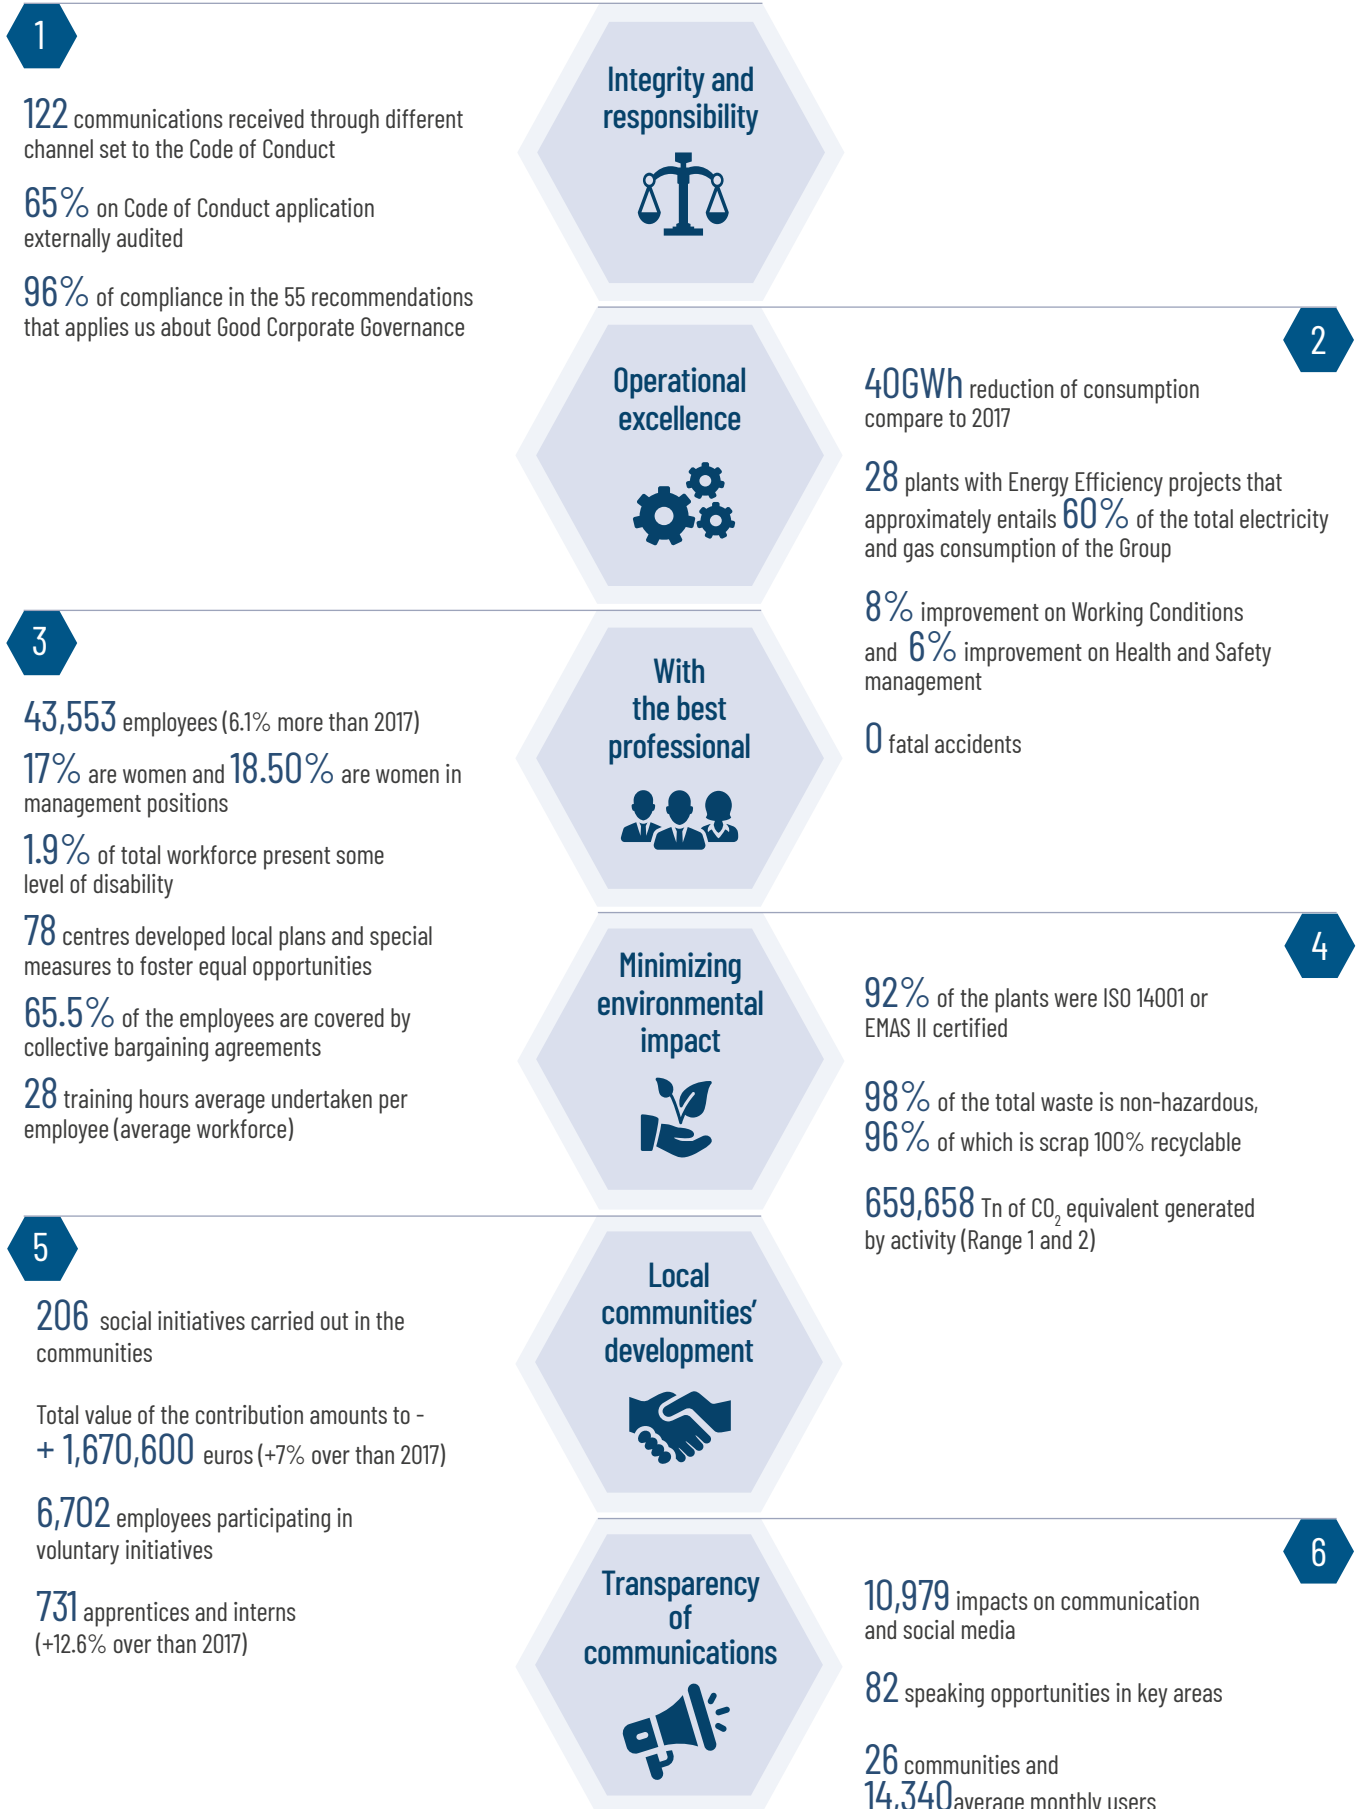 1
Integrity and
responsibility
122 communications received through different
channel set to the Code of Conduct
65% on Code of Conduct application
externally audited
96% of compliance in the 55 recommendations
that applies us about Good Corporate Governance
2
Operational
excellence
40GWh reduction of consumption
compare to 2017
28 plants with Energy Efficiency projects that
approximately entails 60% of the total electricity
and gas consumption of the Group
8% improvement on Working Conditions
and 6% improvement on Health and Safety
management
0 fatal accidents
3
With
the best
professional
43,553 employees (6.1% more than 2017)
17% are women and 18.50% are women in
management positions
1.9% of total workforce present some
level of disability
78 centres developed local plans and special
measures to foster equal opportunities
65.5% of the employees are covered by
collective bargaining agreements
28 training hours average undertaken per
employee (average workforce)
4
Minimizing
environmental
impact
92% of the plants were ISO 14001 or
EMAS II certified
98% of the total waste is non-hazardous,
96% of which is scrap 100% recyclable
659,658 Tn of CO2 equivalent generated
by activity (Range 1 and 2)
5
Local
communities’
development
206 social initiatives carried out in the
communities
Total value of the contribution amounts to -
+ 1,670,600 euros (+7% over than 2017)
6,702 employees participating in
voluntary initiatives
731 apprentices and interns
(+12.6% over than 2017)
6
Transparency
of
communications
10,979 impacts on communication
and social media
82 speaking opportunities in key areas
26 communities and
14,340 average monthly users